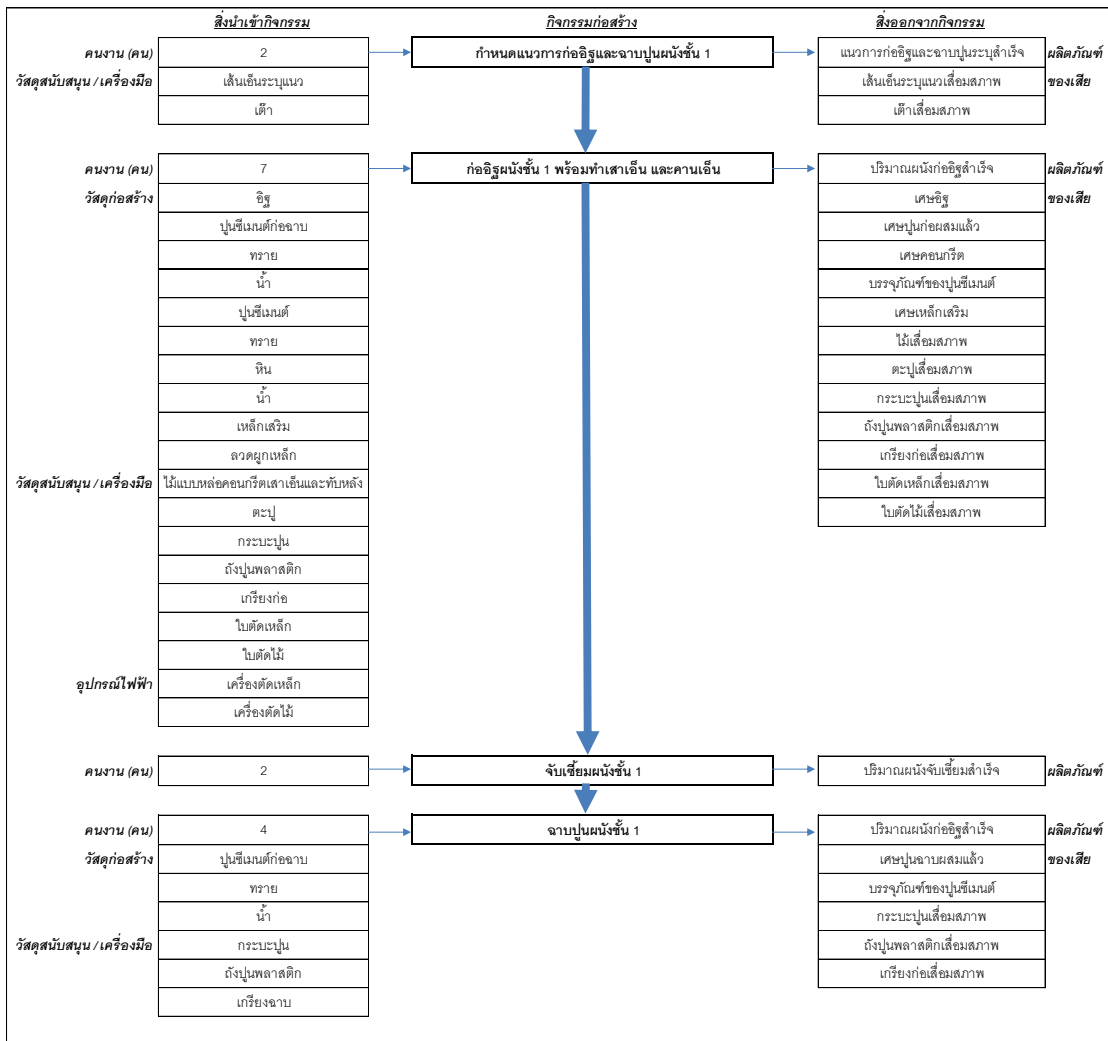 สิ่งนำเข้ากิจกรรม กิจกรรมก่อสร้าง สิ่งออกจากกิจกรรม
คนงาน (คน) 2 กำหนดแนวการก่ออิฐและฉาบปูนผนังชั้น 1 แนวการก่ออิฐและฉาบปูนระบุสำเร็จ ผลิตภัณฑ์
วัสดุสนับสนุน / เครื่องมือ เส้นเอ็นระบุแนว เส้นเอ็นระบุแนวเสื่อมสภาพ ของเสีย
เต๊า เต๊าเสื่อมสภาพ
คนงาน (คน) 7 ก่ออิฐผนังชั้น 1 พร้อมทำเสาเอ็น และคานเอ็น ปริมาณผนังก่ออิฐสำเร็จ ผลิตภัณฑ์
วัสดุก่อสร้าง อิฐ เศษอิฐ ของเสีย
ปูนซีเมนต์ก่อฉาบ เศษปูนก่อผสมแล้ว
ทราย เศษคอนกรีต
น้ำ บรรจุภัณฑ์ของปูนซีเมนต์
ปูนซีเมนต์ เศษเหล็กเสริม
ทราย ไม้เสื่อมสภาพ
หิน ตะปูเสื่อมสภาพ
น้ำ กระบะปูนเสื่อมสภาพ
เหล็กเสริม ถังปูนพลาสติกเสื่อมสภาพ
ลวดผูกเหล็ก เกรียงก่อเสื่อมสภาพ
วัสดุสนับสนุน / เครื่องมือ ไม้แบบหล่อคอนกรีตเสาเอ็นและทับหลัง ใบตัดเหล็กเสื่อมสภาพ
ตะปู ใบตัดไม้เสื่อมสภาพ
กระบะปูน
ถังปูนพลาสติก
เกรียงก่อ
ใบตัดเหล็ก
ใบตัดไม้
อุปกรณ์ไฟฟ้า เครื่องตัดเหล็ก
เครื่องตัดไม้
คนงาน (คน) 2 จับเซี้ยมผนังชั้น 1 ปริมาณผนังจับเซี้ยมสำเร็จ ผลิตภัณฑ์
คนงาน (คน) 4 ฉาบปูนผนังชั้น 1 ปริมาณผนังก่ออิฐสำเร็จ ผลิตภัณฑ์
วัสดุก่อสร้าง ปูนซีเมนต์ก่อฉาบ เศษปูนฉาบผสมแล้ว ของเสีย
ทราย บรรจุภัณฑ์ของปูนซีเมนต์
น้ำ กระบะปูนเสื่อมสภาพ
วัสดุสนับสนุน / เครื่องมือ กระบะปูน ถังปูนพลาสติกเสื่อมสภาพ
ถังปูนพลาสติก เกรียงก่อเสื่อมสภาพ
เกรียงฉาบ